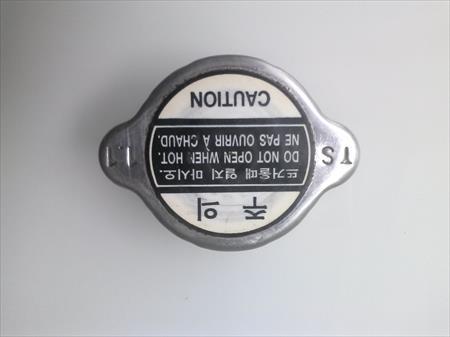 주 의
뜨거울때 열지 마시오.
DO NOT OPEN WHEN HOT.
NE PAS OUVRIR À CHAUD.
CAUTION
TS
1.1